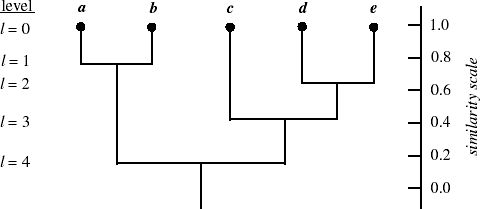 level a b c d e
l = 0 1.0
l = 1 0.8
l = 2 0.6
l = 3 0.4
l = 4 0.2
0.0
similarity scale